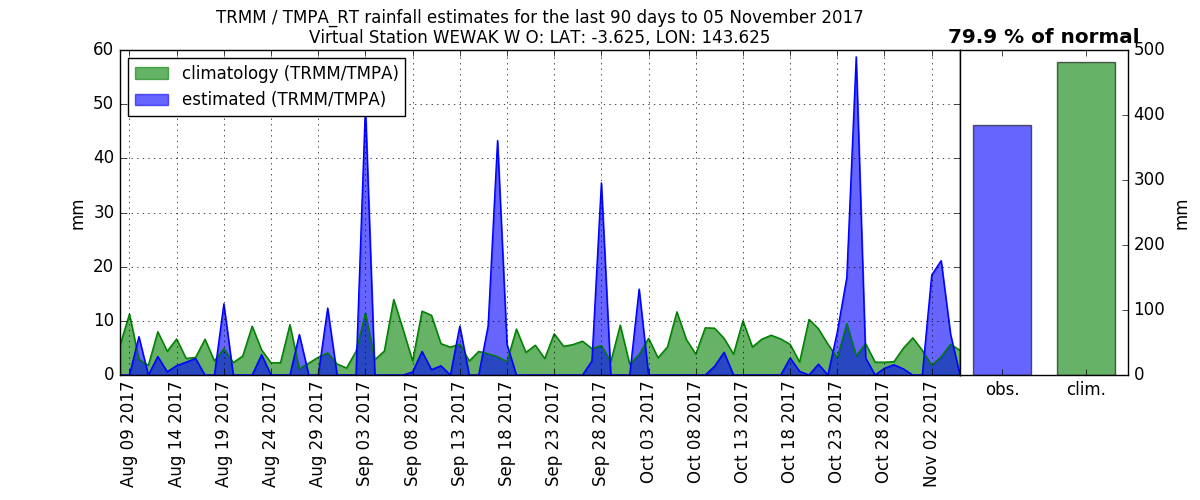 TRMM / TMPA_RT rainfall estimates for the last 90 days to 05 November 2017
Virtual Station WEWAK W O: LAT: -3.625, LON: 143.625
79.9 % of normal
climatology (TRMM/TMPA)
estimated (TRMM/TMPA)
60
50
40
30
20
10
0
mm
500
400
300
200
100
0
mm
obs.
clim.
Aug 09 2017
Aug 14 2017
Aug 19 2017
Aug 24 2017
Aug 29 2017
Sep 03 2017
Sep 08 2017
Sep 13 2017
Sep 18 2017
Sep 23 2017
Sep 28 2017
Oct 03 2017
Oct 08 2017
Oct 13 2017
Oct 18 2017
Oct 23 2017
Oct 28 2017
Nov 02 2017